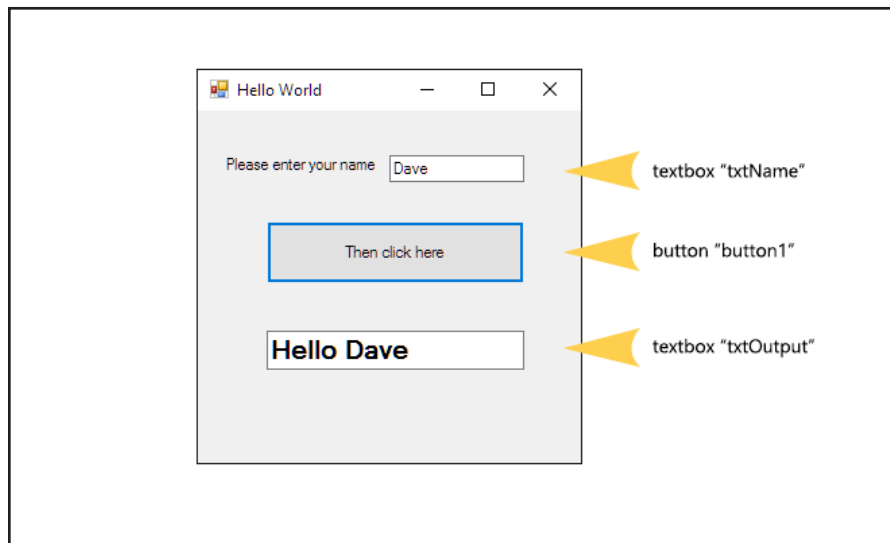 Hello World
Please enter your name Dave
textbox “txtName”
Then click here
button “button1”
Hello Dave
textbox “txtOutput”